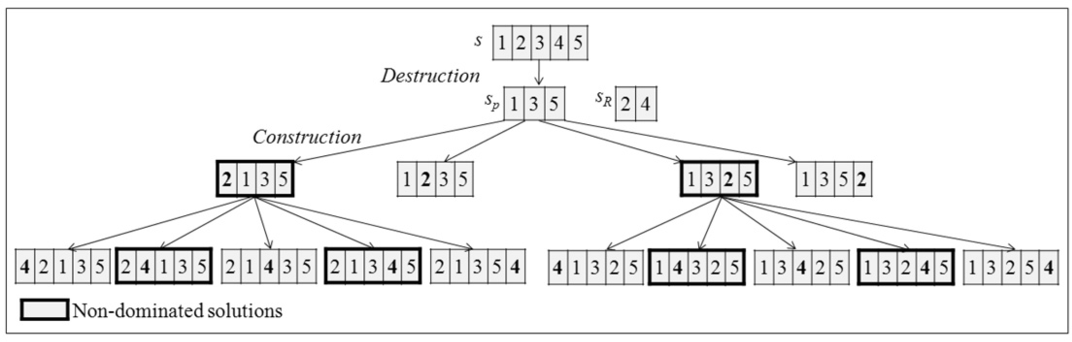 s 1 2 3 4 5
Destruction
sp 1 3 5 sR 2 4
Construction
2 1 3 5 1 2 3 5 1 3 2 5 1 3 5 2
4 2 1 3 5 2 4 1 3 5 2 1 4 3 5 2 1 3 4 5 2 1 3 5 4 4 1 3 2 5 1 4 3 2 5 1 3 4 2 5 1 3 2 4 5 1 3 2 5 4
Non-dominated solutions